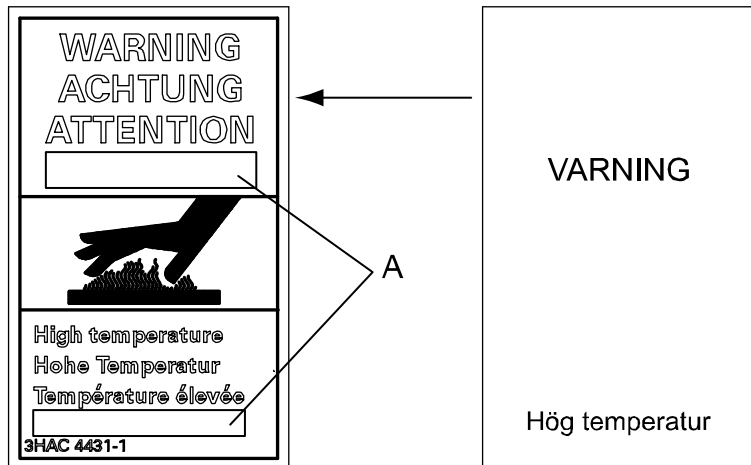 WARNING
ACHTUNG
ATTENTION
High temperature
Hohe Temperatur
Température élevée
3HAC 4431-1
A
VARNING
Hög temperatur